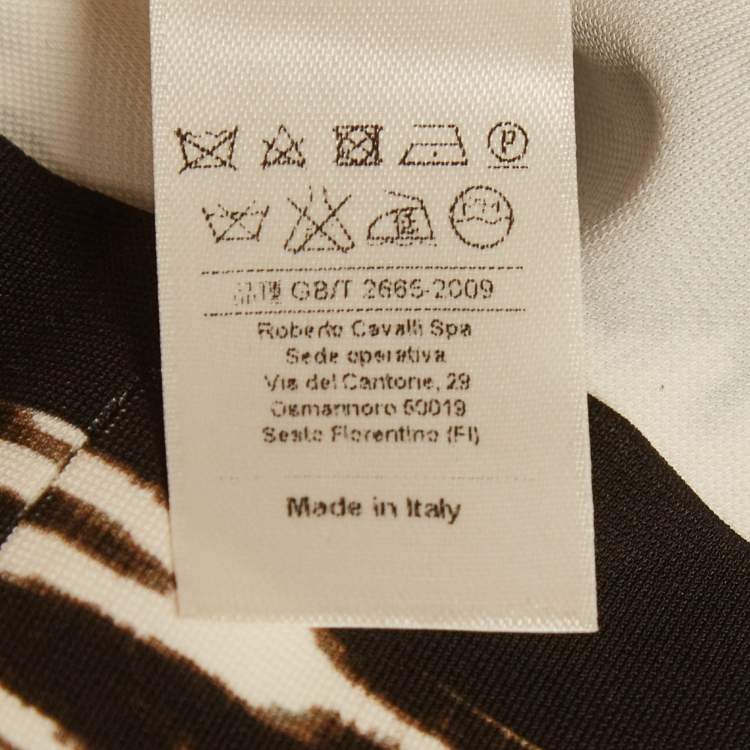 P
GB/T 2665-2009
Roberto Cavalli Spa
Sede operativa
Via del Cantone, 29
Osmannoro 50019
Sesto Fiorentino (FI)
Made in Italy